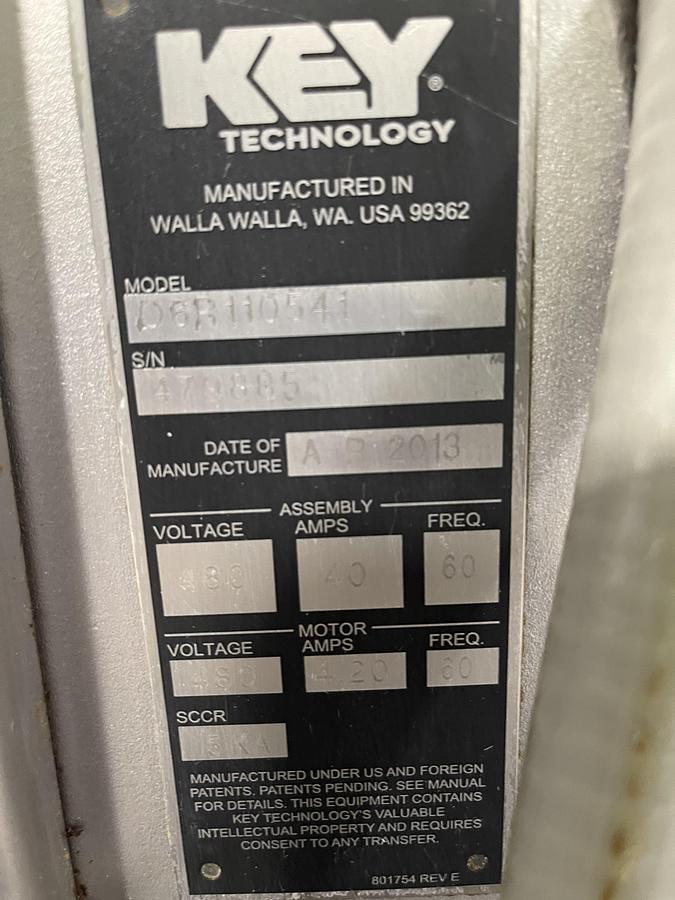 KEY®
TECHNOLOGY
MANUFACTURED IN
WALLA WALLA, WA. USA 99362
MODEL
D6R110541
S/N
479885
DATE OF
MANUFACTURE
2013
ASSEMBLY
VOLTAGE AMPS FREQ.
480 40 60
MOTOR
VOLTAGE AMPS FREQ.
480 4.20 60
SCCR
15KA
MANUFACTURED UNDER US AND FOREIGN
PATENTS. PATENTS PENDING. SEE MANUAL
FOR DETAILS. THIS EQUIPMENT CONTAINS
KEY TECHNOLOGY'S VALUABLE
INTELLECTUAL PROPERTY AND REQUIRES
CONSENT TO ANY TRANSFER.
801754 REV E